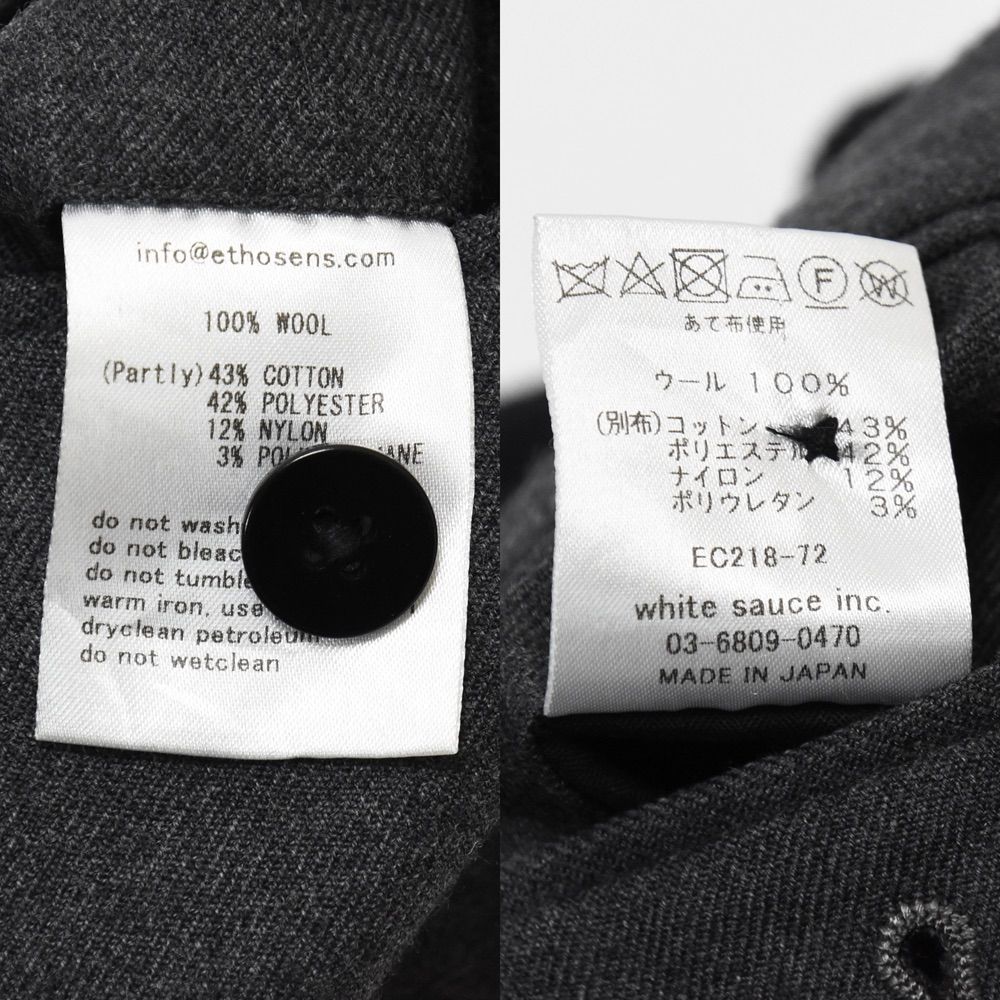 info@ethosens.com
100% WOOL
(Partly)43% COTTON
42% POLYESTER
12% NYLON
3%
do not wash
do not
do not
warm iron, use
dryclean
do not wetclean
F
W
あて布使用
ウール 100%
(別布)コットン 43%
ポリエステル 42%
ナイロン 12%
ポリウレタン 3%
EC218-72
white sauce inc.
03-6809-0470
MADE IN JAPAN